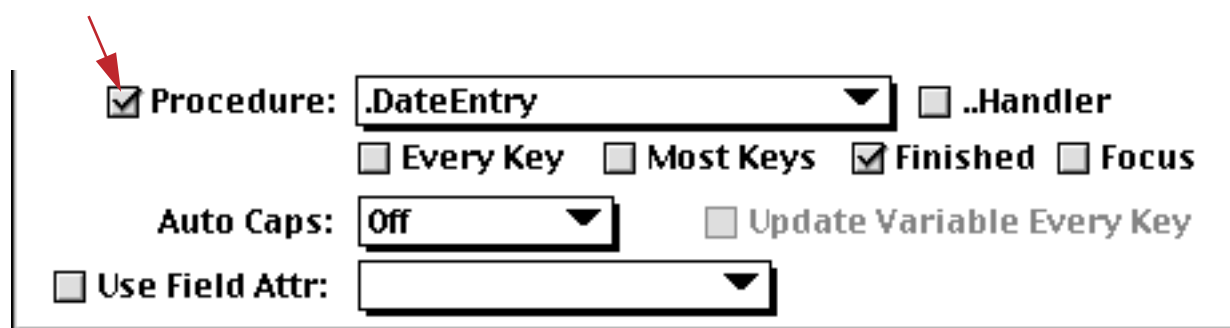 Procedure: .DateEntry ..Handler
Every Key Most Keys Finished Focus
Auto Caps: Off Update Variable Every Key
Use Field Attr: